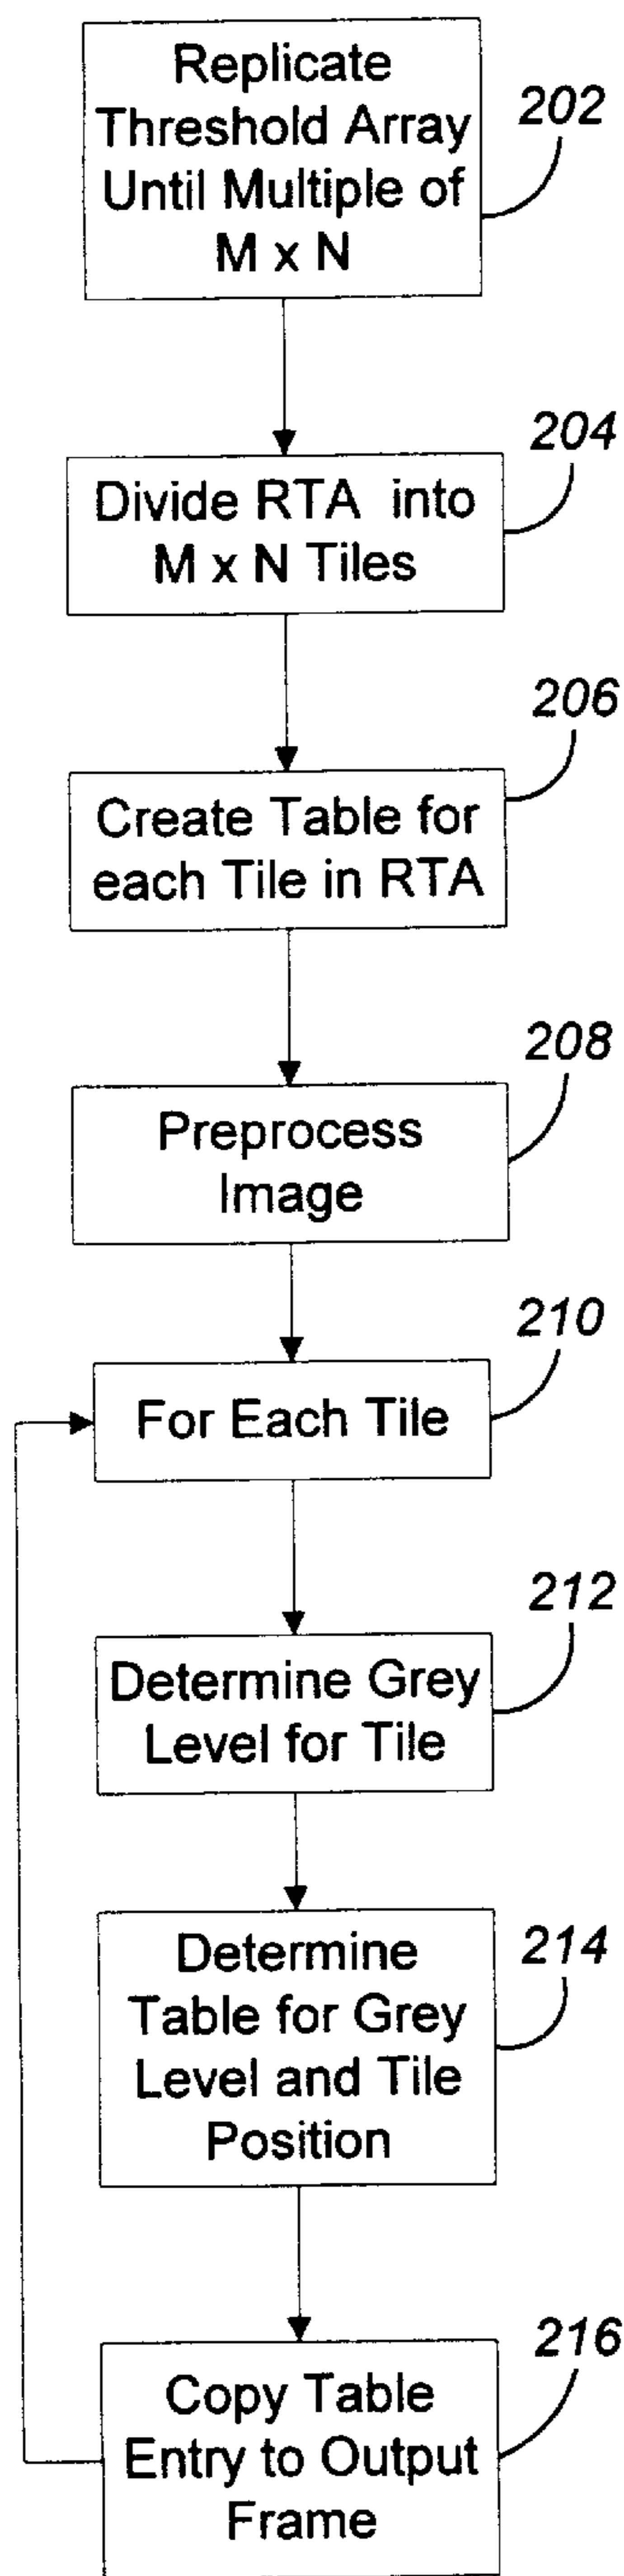 Replicate
Threshold Array
Until Multiple of
M x N
202
Divide RTA into
M x N Tiles
204
Create Table for
each Tile in RTA
206
Preprocess
Image
208
For Each Tile
210
Determine Grey
Level for Tile
212
Determine
Table for Grey
Level and Tile
Position
214
Copy Table
Entry to Output
Frame
216